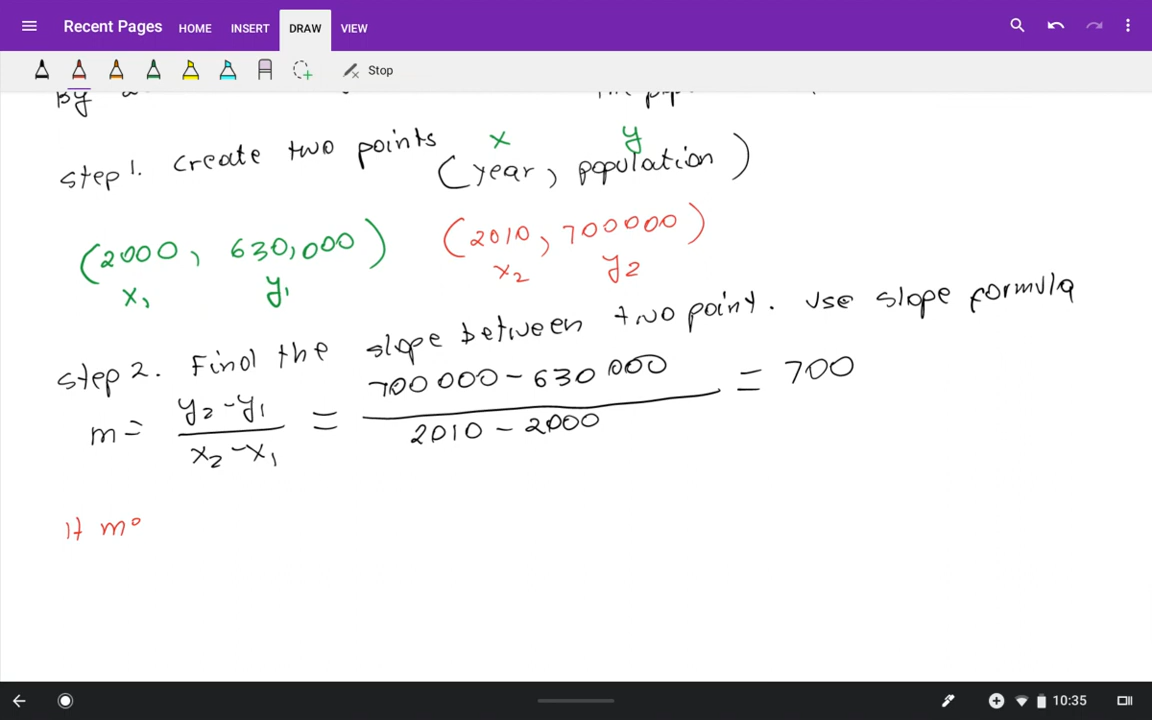 Recent Pages HOME INSERT DRAW VIEW
Stop
By
step 1. create two points (year, population)
x y
(2000, 630,000) (2010, 700000)
x1 y1 x2 y2
step 2. Find the slope between two point. Use slope formula
m = y2-y1 / x2-x1 = 700 000 - 630 000 / 2010 - 2000 = 700
It m
10:35